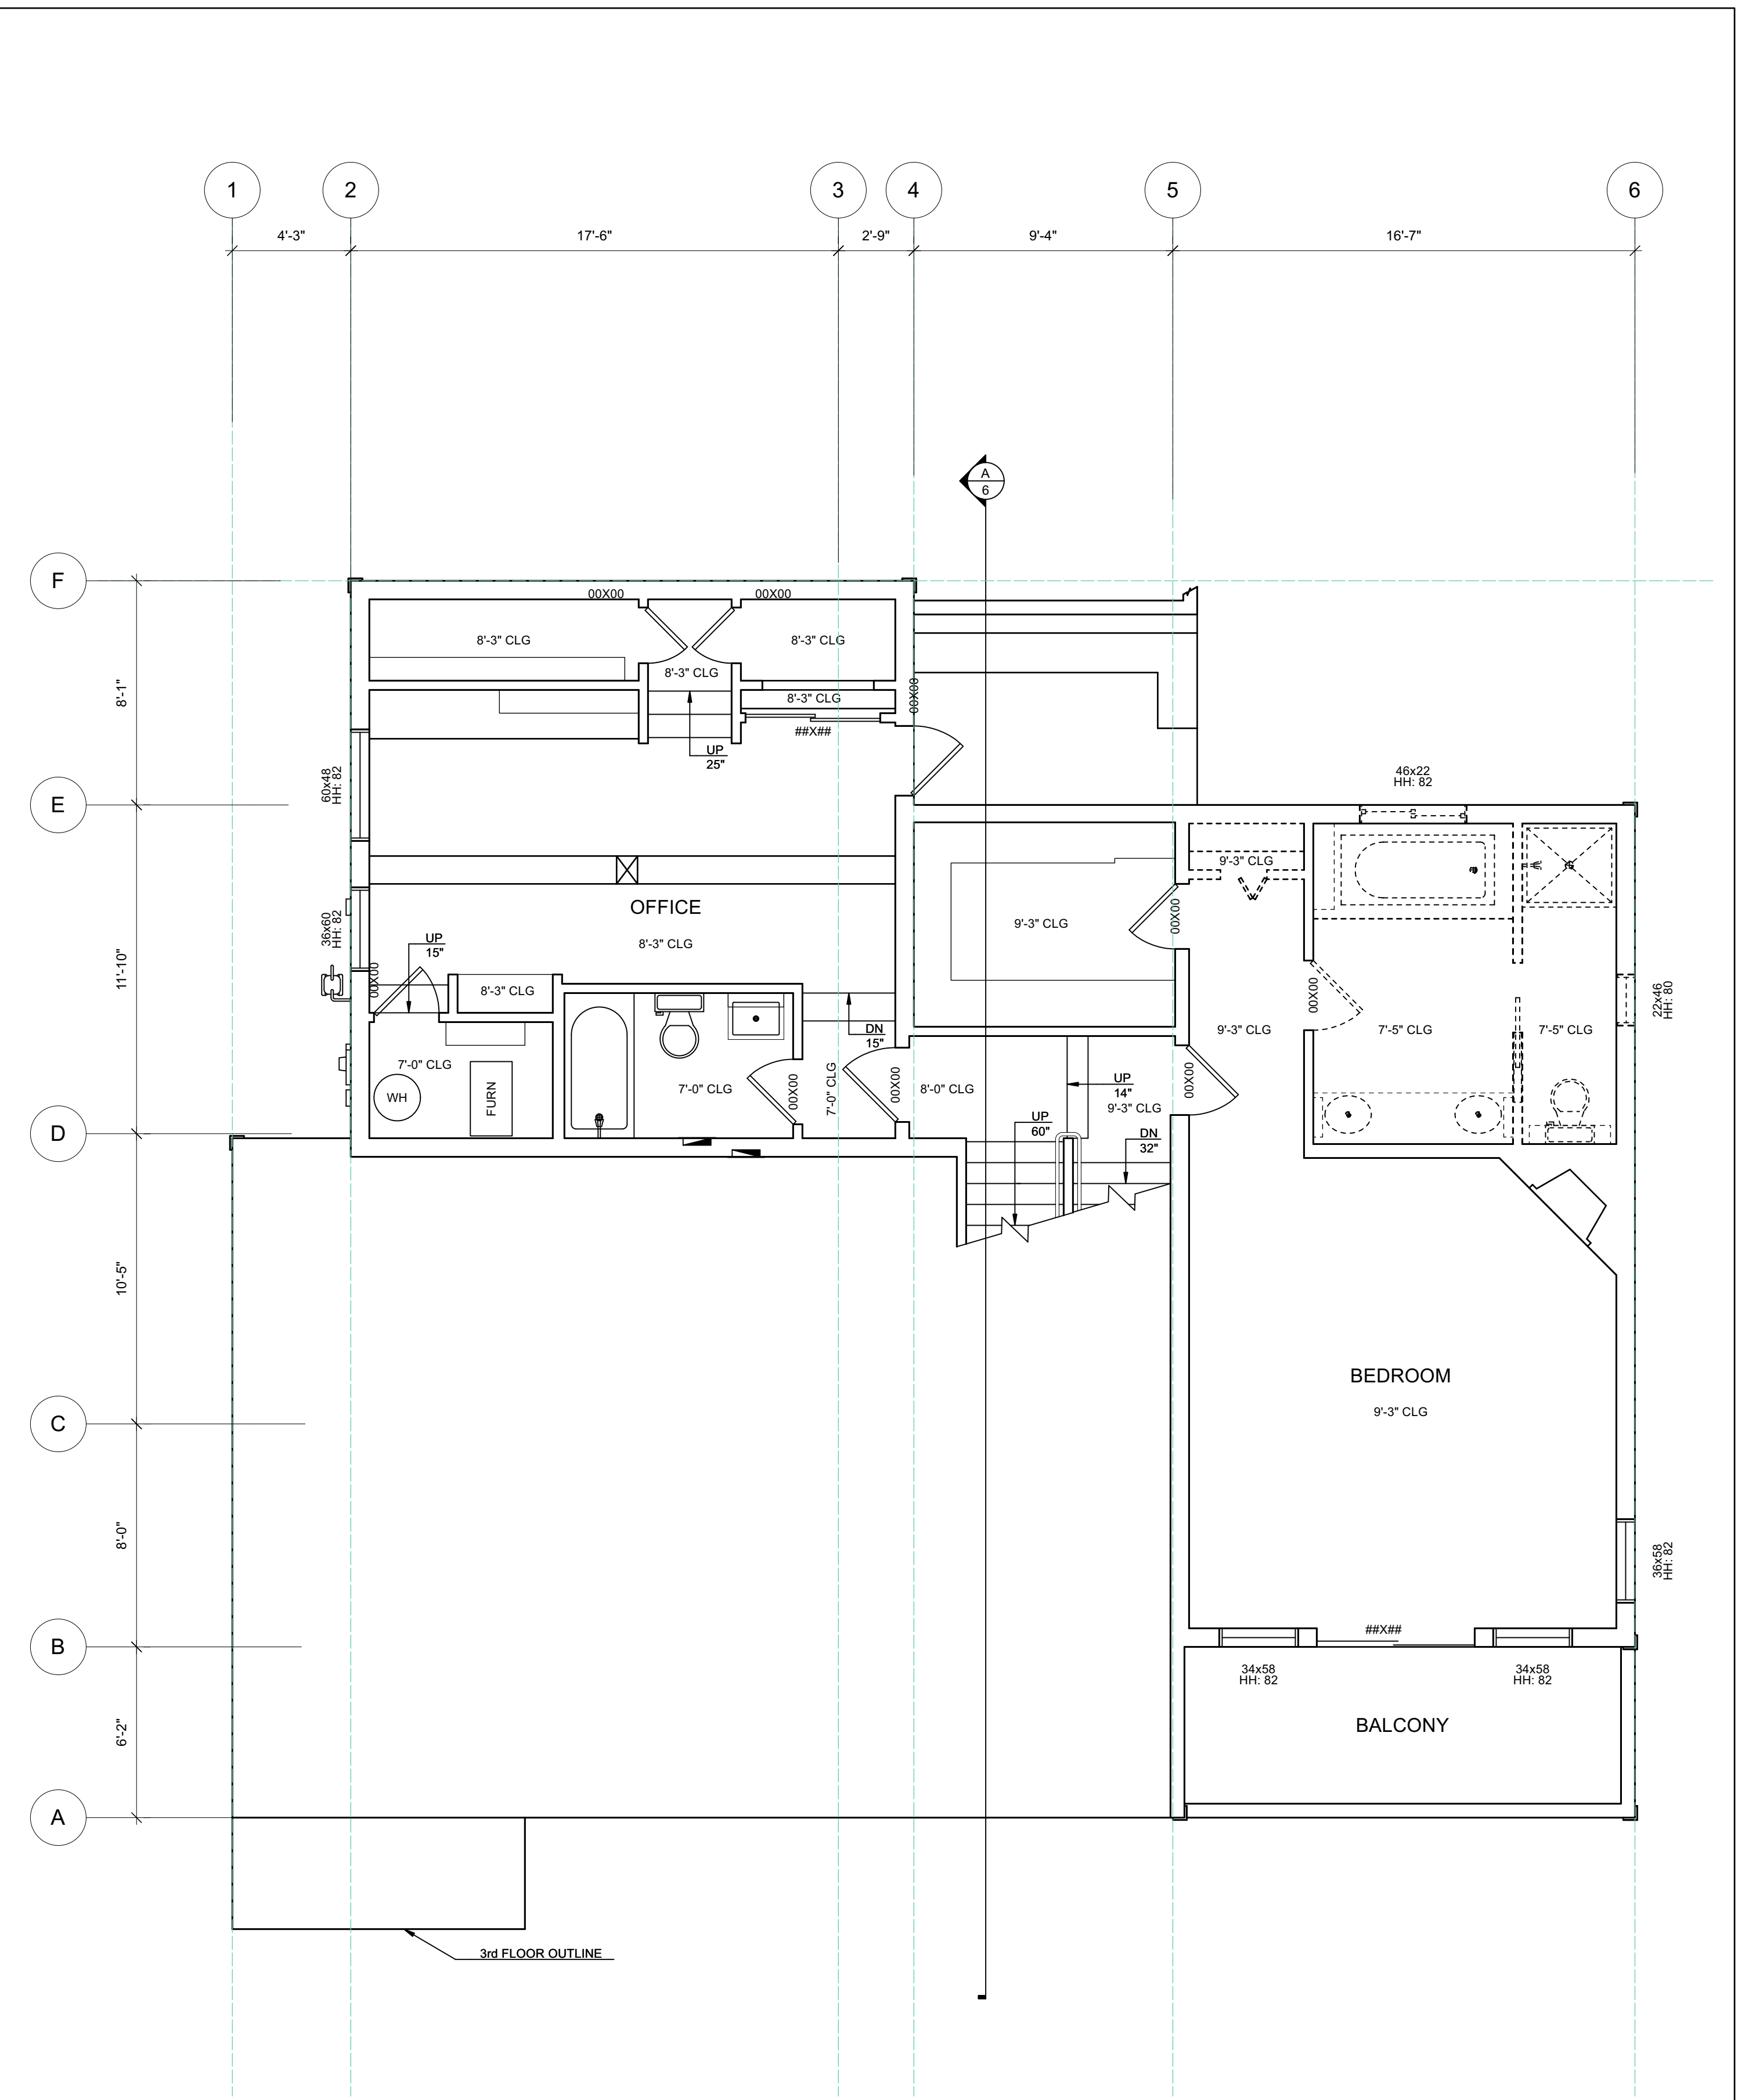 1
2
3
4
5
6
4'-3"
17'-6"
2'-9"
9'-4"
16'-7"
A
6
F
E
D
C
B
A
8'-1"
11'-10"
10'-5"
8'-0"
6'-2"
00X00
00X00
8'-3" CLG
8'-3" CLG
8'-3" CLG
8'-3" CLG
00X00
##X##
UP
25"
60x48
HH: 82
46x22
HH: 82
9'-3" CLG
OFFICE
8'-3" CLG
36x60
HH: 82
UP
15"
00X00
8'-3" CLG
9'-3" CLG
00X00
00X00
22x46
HH: 80
DN
15"
9'-3" CLG
7'-5" CLG
7'-5" CLG
7'-0" CLG
WH
FURN
7'-0" CLG
00X00
7'-0" CLG
00X00
8'-0" CLG
UP
14"
9'-3" CLG
00X00
UP
60"
DN
32"
BEDROOM
9'-3" CLG
36x58
HH: 82
##X##
34x58
HH: 82
34x58
HH: 82
BALCONY
3rd FLOOR OUTLINE